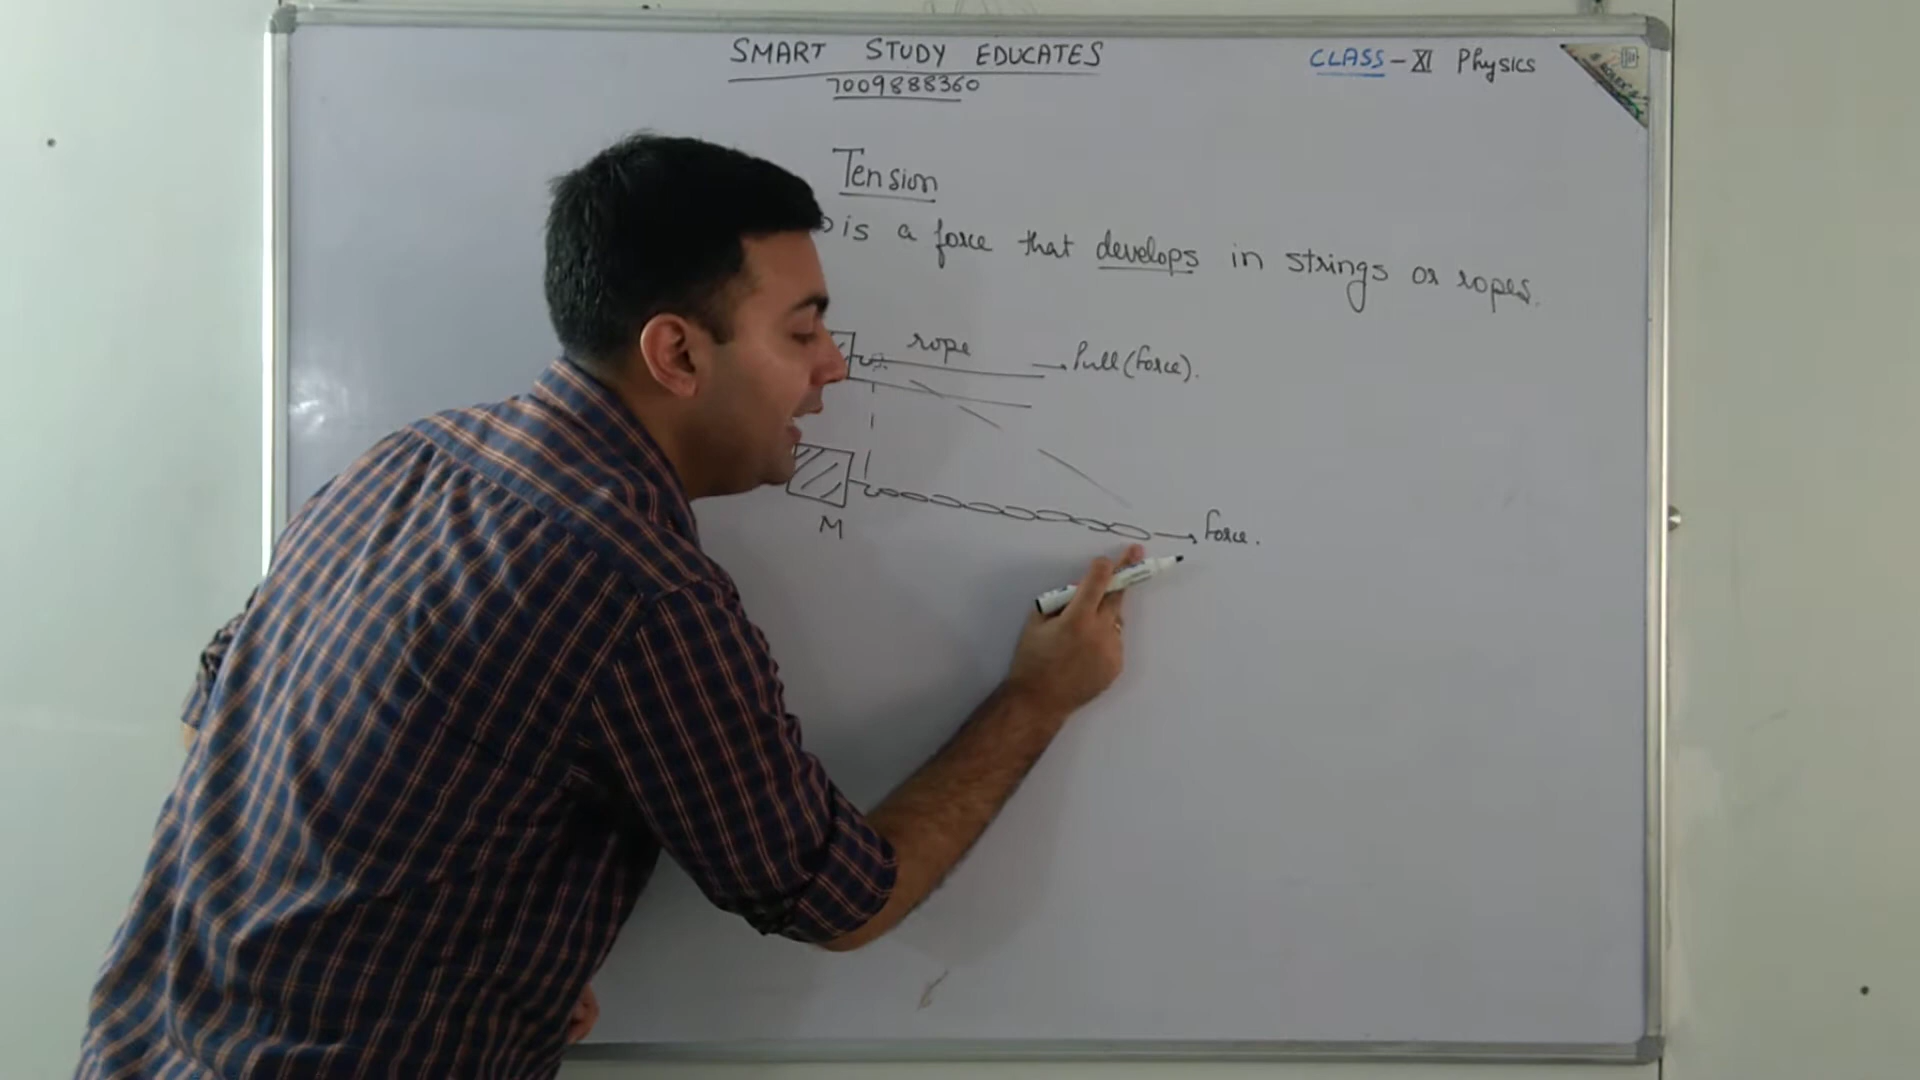 SMART STUDY EDUCATES
7009888360
CLASS-XI Physics
Tension
is a force that develops in strings or ropes.
rope
Pull (force).
M
force.